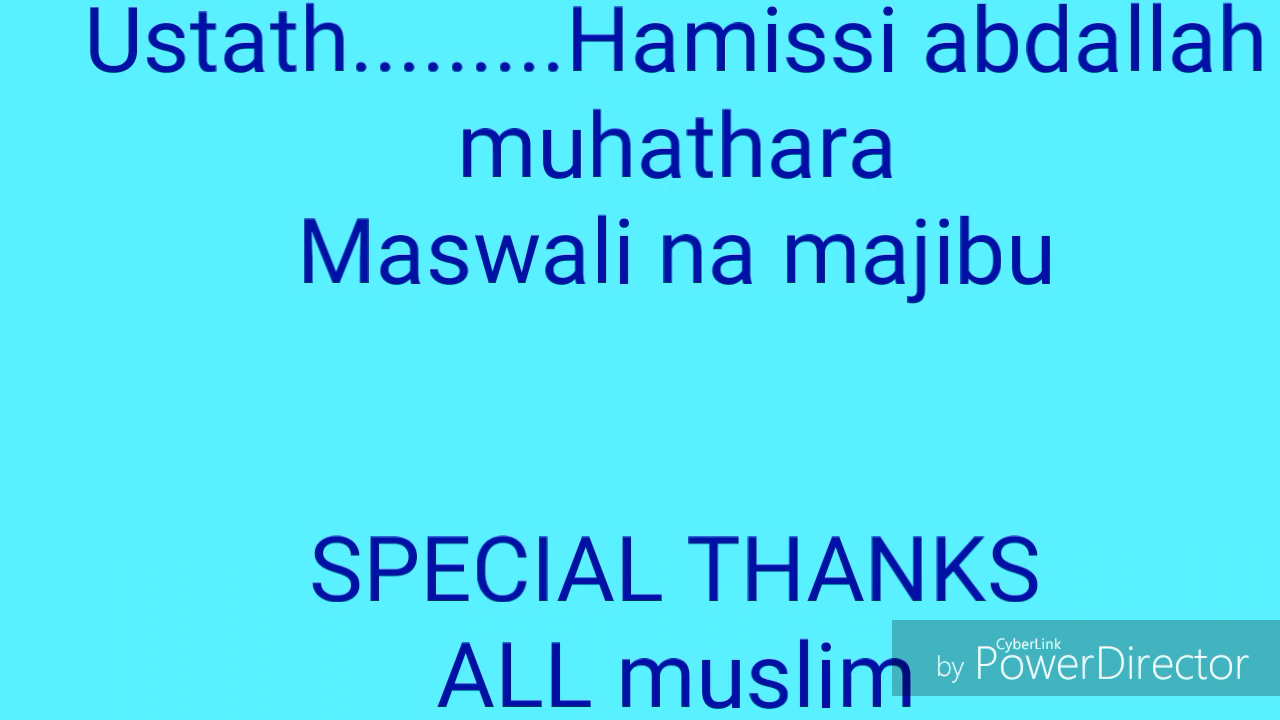 Ustath.........Hamissi abdallah
muhathara
Maswali na majibu
SPECIAL THANKS
ALL muslim
CyberLink
by PowerDirector